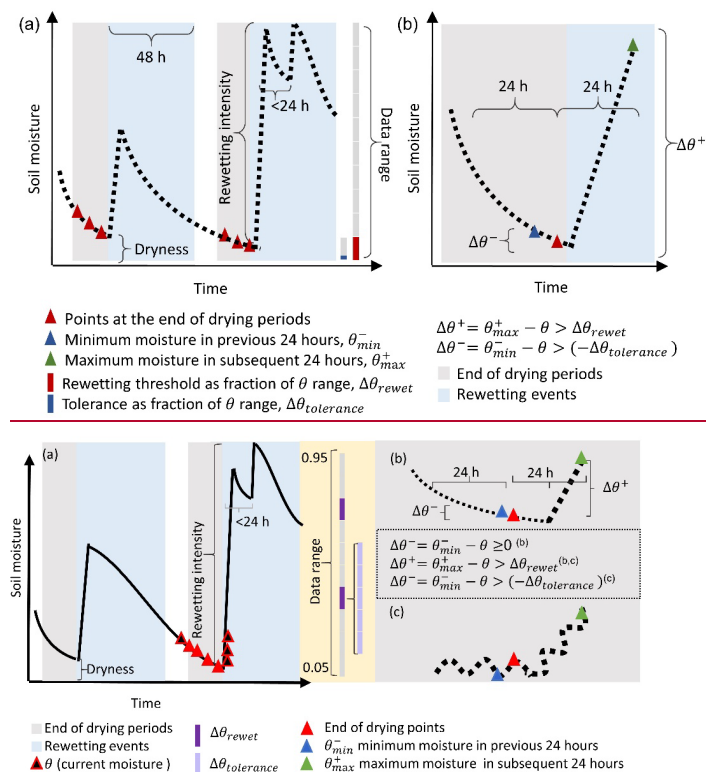 (a)
48 h
Rewetting intensity
<24 h
Data range
Soil moisture
Dryness
Time
(b)
24 h
24 h
Δθ⁺
Soil moisture
Δθ⁻
Time
Points at the end of drying periods
Minimum moisture in previous 24 hours, θ⁻min
Maximum moisture in subsequent 24 hours, θ⁺max
Rewetting threshold as fraction of θ range, Δθrewet
Tolerance as fraction of θ range, Δθtolerance
Δθ⁺ = θ⁺max − θ > Δθrewet
Δθ⁻ = θ⁻min − θ > (−Δθtolerance)
End of drying periods
Rewetting events
(a)
Soil moisture
Rewetting intensity
<24 h
Dryness
Time
0.95
Data range
0.05
(b)
24 h
24 h
Δθ⁺
Δθ⁻
Δθ⁻ = θ⁻min − θ ≥0 (b)
Δθ⁺ = θ⁺max − θ > Δθrewet(b,c)
Δθ⁻ = θ⁻min − θ > (−Δθtolerance)(c)
(c)
End of drying periods
Rewetting events
θ (current moisture )
Δθrewet
Δθtolerance
End of drying points
θ⁻min minimum moisture in previous 24 hours
θ⁺max maximum moisture in subsequent 24 hours